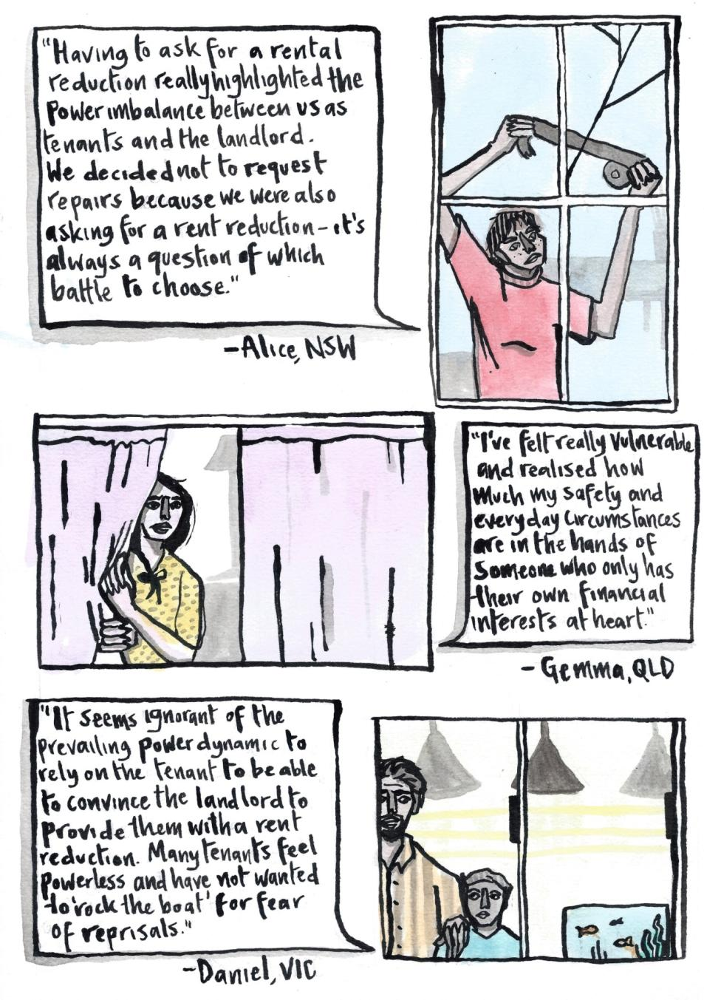 "Having to ask for a rental
reduction really highlighted the
power imbalance between us as
tenants and the landlord.
We decided not to request
repairs because we were also
asking for a rent reduction - it's
always a question of which
battle to choose."
- Alice, NSW
"I've felt really vulnerable
and realised how
much my safety and
everyday circumstances
are in the hands of
someone who only has
their own financial
interests at heart."
- Gemma, QLD
"It seems ignorant of the
prevailing power dynamic to
rely on the tenant to be able
to convince the landlord to
provide them with a rent
reduction. Many tenants feel
powerless and have not wanted
to 'rock the boat' for fear
of reprisals."
- Daniel, VIC